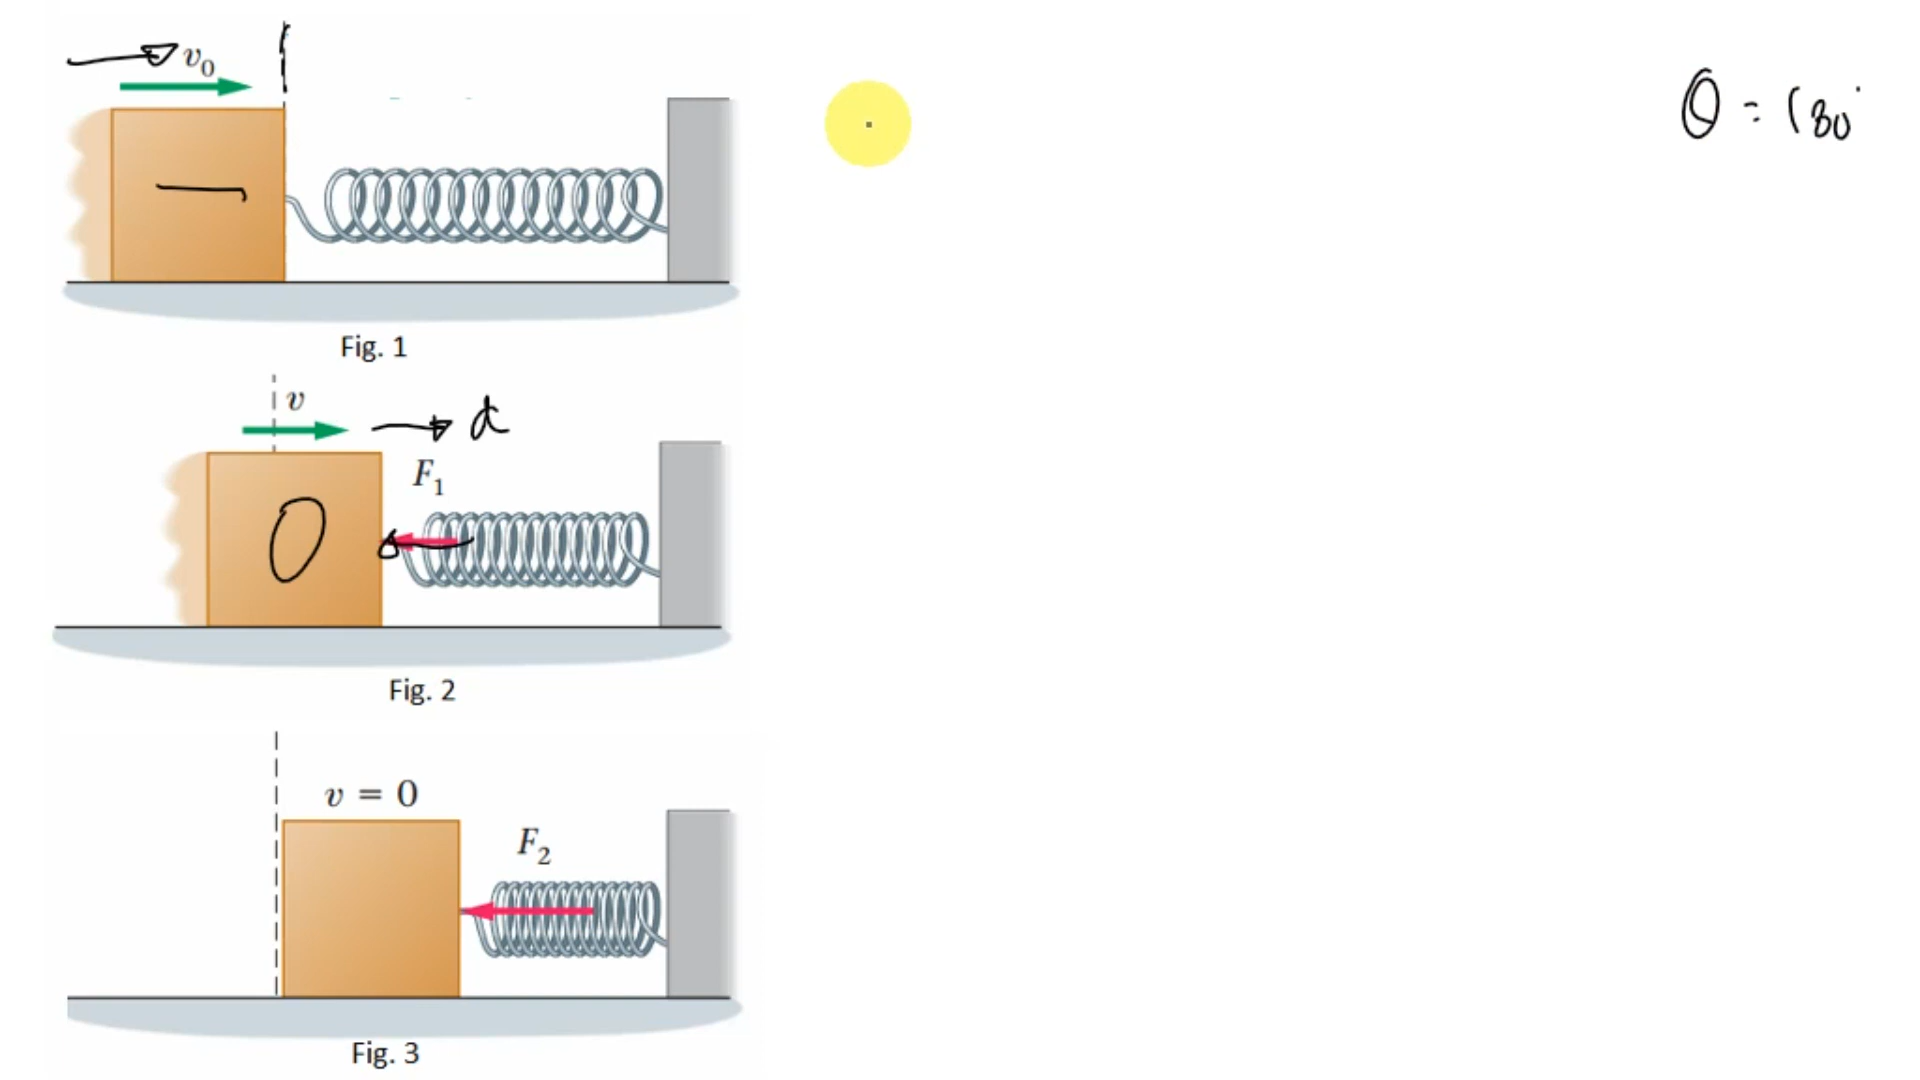 v₀
θ = 180°
Fig. 1
v
d
F₁
Fig. 2
v = 0
F₂
Fig. 3